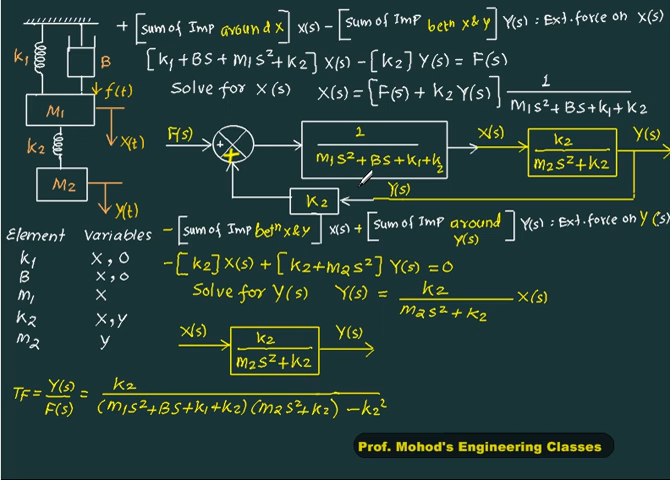 + [Sum of Imp around x] X(s) - [Sum of Imp betn x & y] Y(s) : Ext. force on X(s)
[K1 + BS + M1S² + K2] X(s) - [K2] Y(s) = F(s)
Solve for X(s) X(s) = [F(s) + K2 Y(s)] 1 / M1S² + BS + K1 + K2
K1
B
f(t)
M1
K2
X(t)
M2
Y(t)
F(s)
+
+
1 / M1S² + BS + K1 + K2
X(s)
K2 / M2S² + K2
Y(s)
Y(s)
K2
- [Sum of Imp betn x & y] X(s) + [Sum of Imp around Y(s)] Y(s) : Ext. force on Y(s)
- [K2] X(s) + [K2 + M2S²] Y(s) = 0
Solve for Y(s) Y(s) = K2 / M2S² + K2 X(s)
Element Variables
K1 X, 0
B X, 0
M1 X
K2 X, y
M2 y
X(s)
K2 / M2S² + K2
Y(s)
TF = Y(s) / F(s) = K2 / (M1S² + BS + K1 + K2) (M2S² + K2) - K2²
Prof. Mohod's Engineering Classes